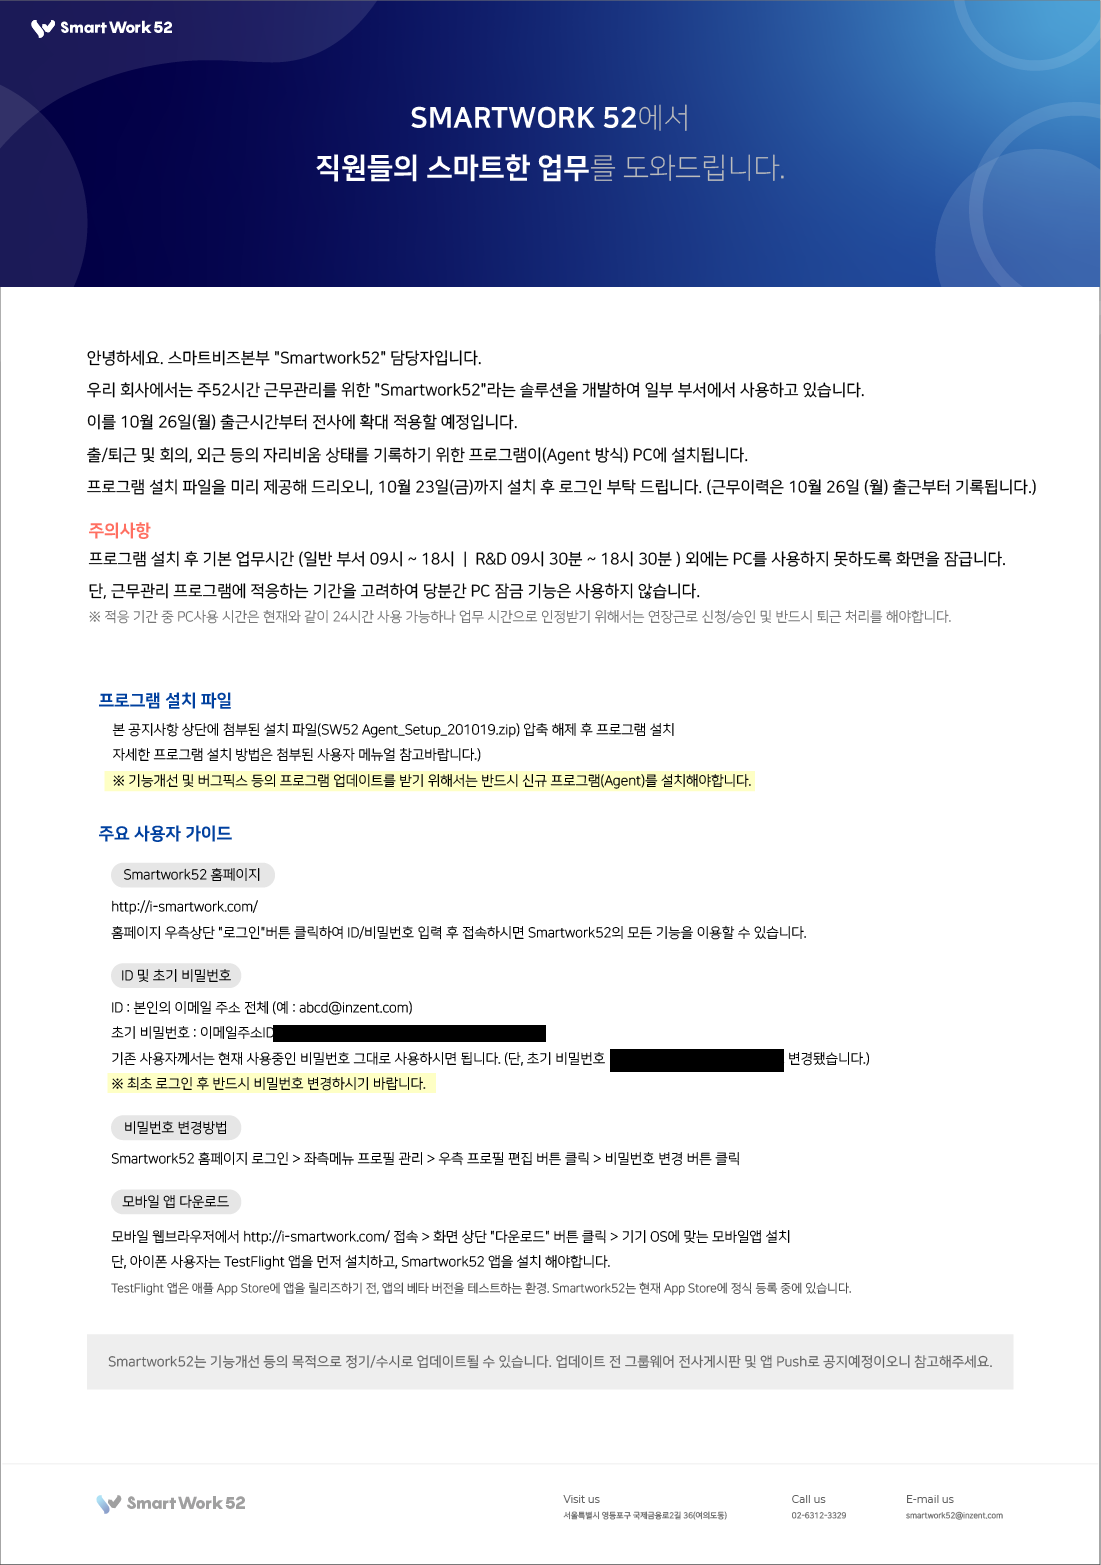 Smart Work 52
SMARTWORK 52에서
직원들의 스마트한 업무를 도와드립니다.
안녕하세요. 스마트비즈본부 "Smartwork52" 담당자입니다.
우리 회사에서는 주52시간 근무관리를 위한 "Smartwork52"라는 솔루션을 개발하여 일부 부서에서 사용하고 있습니다.
이를 10월 26일(월) 출근시간부터 전사에 확대 적용할 예정입니다.
출/퇴근 및 회의, 외근 등의 자리비움 상태를 기록하기 위한 프로그램이(Agent 방식) PC에 설치됩니다.
프로그램 설치 파일을 미리 제공해 드리오니, 10월 23일(금)까지 설치 후 로그인 부탁 드립니다. (근무이력은 10월 26일 (월) 출근부터 기록됩니다.)
주의사항
프로그램 설치 후 기본 업무시간 (일반 부서 09시 ~ 18시 | R&D 09시 30분 ~ 18시 30분 ) 외에는 PC를 사용하지 못하도록 화면을 잠급니다.
단, 근무관리 프로그램에 적응하는 기간을 고려하여 당분간 PC 잠금 기능은 사용하지 않습니다.
※ 적응 기간 중 PC사용 시간은 현재와 같이 24시간 사용 가능하나 업무 시간으로 인정받기 위해서는 연장근로 신청/승인 및 반드시 퇴근 처리를 해야합니다.
프로그램 설치 파일
본 공지사항 상단에 첨부된 설치 파일(SW52 Agent_Setup_201019.zip) 압축 해제 후 프로그램 설치
자세한 프로그램 설치 방법은 첨부된 사용자 메뉴얼 참고바랍니다.)
※ 기능개선 및 버그픽스 등의 프로그램 업데이트를 받기 위해서는 반드시 신규 프로그램(Agent)를 설치해야합니다.
주요 사용자 가이드
Smartwork52 홈페이지
http://i-smartwork.com/
홈페이지 우측상단 "로그인"버튼 클릭하여 ID/비밀번호 입력 후 접속하시면 Smartwork52의 모든 기능을 이용할 수 있습니다.
ID 및 초기 비밀번호
ID : 본인의 이메일 주소 전체 (예 : abcd@inzent.com)
초기 비밀번호 : 이메일주소ID
기존 사용자께서는 현재 사용중인 비밀번호 그대로 사용하시면 됩니다. (단, 초기 비밀번호 변경됐습니다.)
※ 최초 로그인 후 반드시 비밀번호 변경하시기 바랍니다.
비밀번호 변경방법
Smartwork52 홈페이지 로그인 > 좌측메뉴 프로필 관리 > 우측 프로필 편집 버튼 클릭 > 비밀번호 변경 버튼 클릭
모바일 앱 다운로드
모바일 웹브라우저에서 http://i-smartwork.com/ 접속 > 화면 상단 "다운로드" 버튼 클릭 > 기기 OS에 맞는 모바일앱 설치
단, 아이폰 사용자는 TestFlight 앱을 먼저 설치하고, Smartwork52 앱을 설치 해야합니다.
TestFlight 앱은 애플 App Store에 앱을 릴리즈하기 전, 앱의 베타 버전을 테스트하는 환경. Smartwork52는 현재 App Store에 정식 등록 중에 있습니다.
Smartwork52는 기능개선 등의 목적으로 정기/수시로 업데이트될 수 있습니다. 업데이트 전 그룹웨어 전사게시판 및 앱 Push로 공지예정이오니 참고해주세요.
Smart Work 52
Visit us
서울특별시 영등포구 국제금융로2길 36(여의도동)
Call us
02-6312-3329
E-mail us
smartwork52@inzent.com